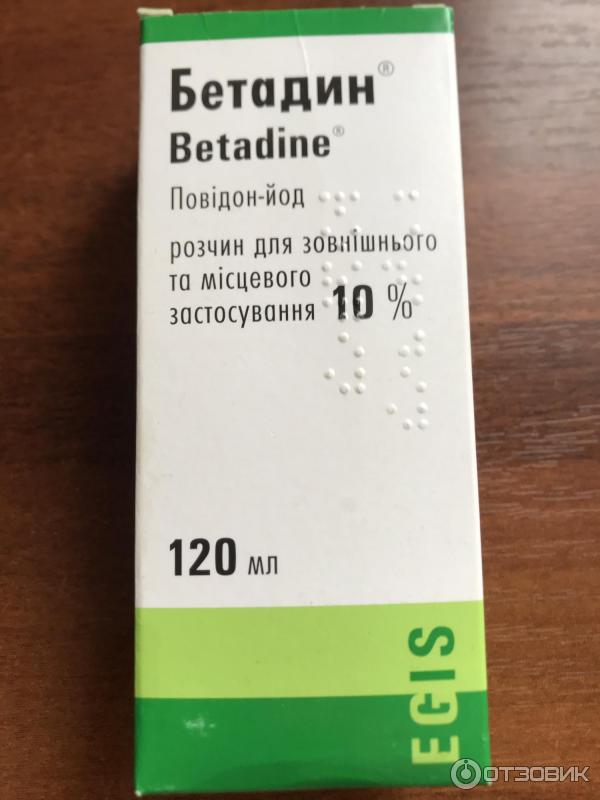 Бетадин®
Betadine®
Повідон-йод
розчин для зовнішнього
та місцевого
застосування 10 %
120 мл
EGIS
ОТЗОВИК